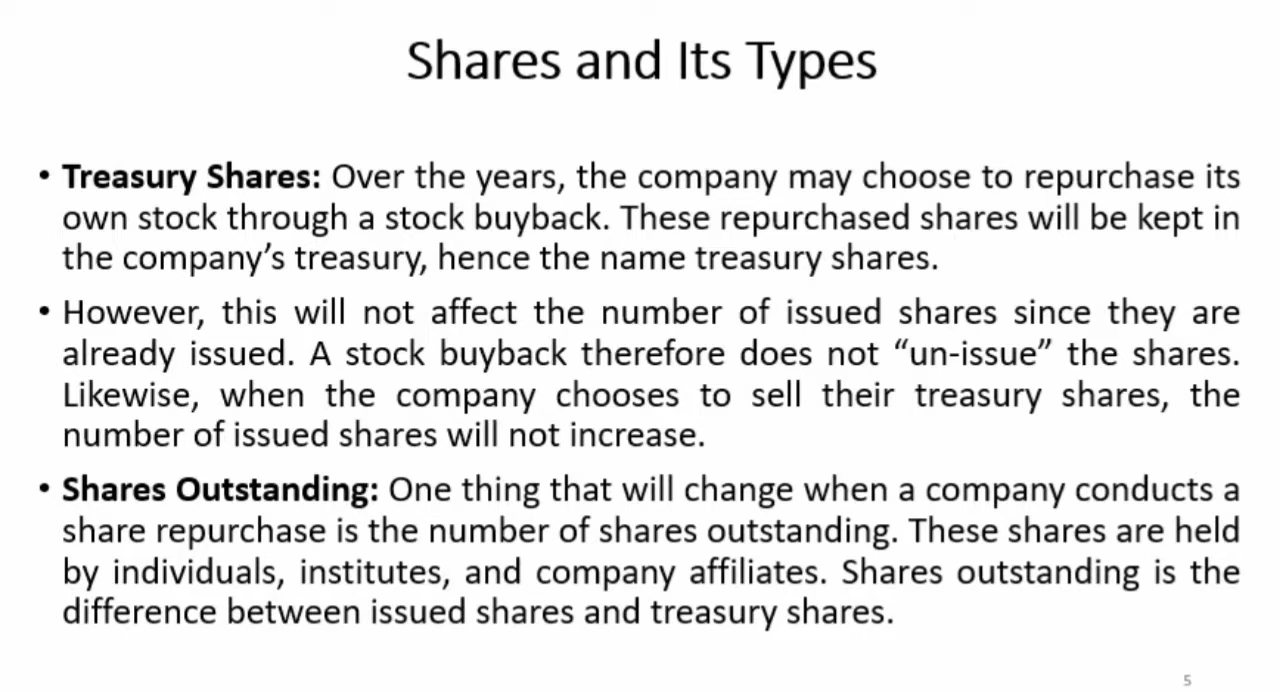 Shares and Its Types
• Treasury Shares: Over the years, the company may choose to repurchase its
own stock through a stock buyback. These repurchased shares will be kept in
the company’s treasury, hence the name treasury shares.
• However, this will not affect the number of issued shares since they are
already issued. A stock buyback therefore does not “un-issue” the shares.
Likewise, when the company chooses to sell their treasury shares, the
number of issued shares will not increase.
• Shares Outstanding: One thing that will change when a company conducts a
share repurchase is the number of shares outstanding. These shares are held
by individuals, institutes, and company affiliates. Shares outstanding is the
difference between issued shares and treasury shares.
5